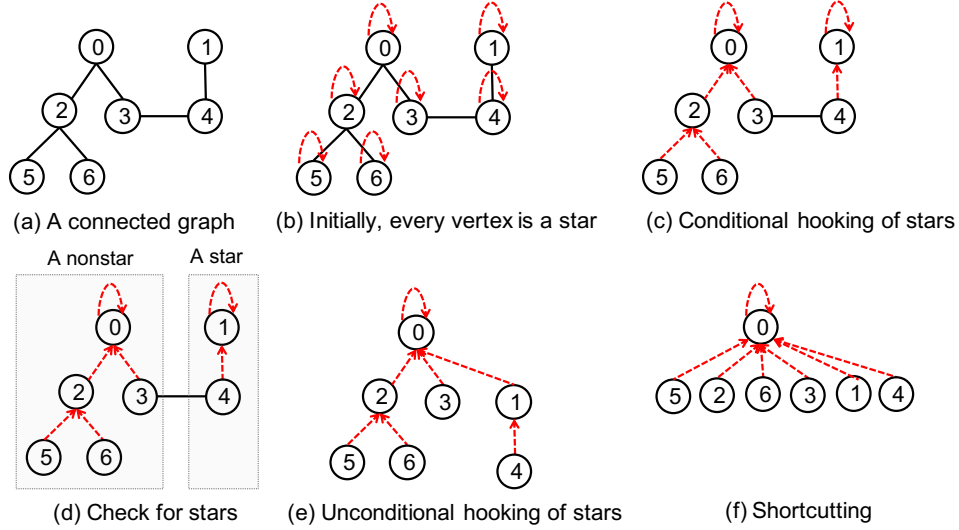 0 1
2 3 4
5 6
(a) A connected graph
0 1
2 3 4
5 6
(b) Initially, every vertex is a star
0 1
2 3 4
5 6
(c) Conditional hooking of stars
A nonstar A star
0 1
2 3 4
5 6
(d) Check for stars
0
2 3 1
5 6 4
(e) Unconditional hooking of stars
0
5 2 6 3 1 4
(f) Shortcutting